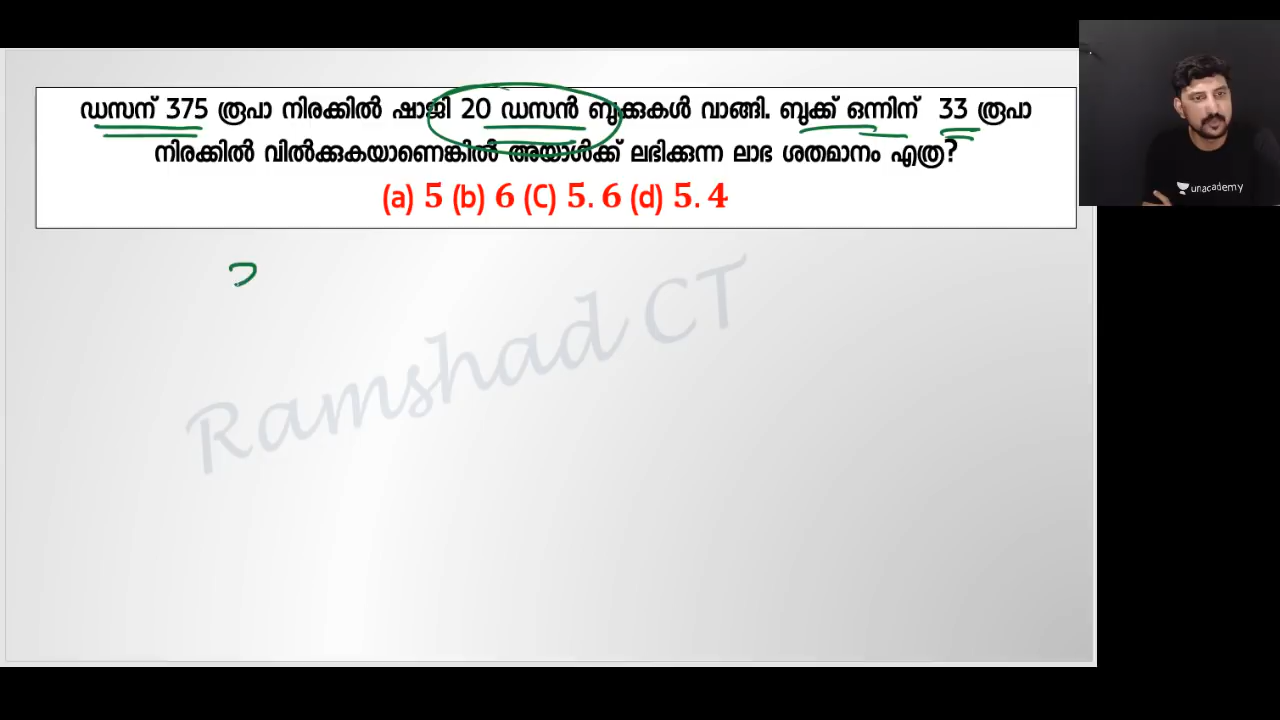 ഡസന് 375 രൂപാ നിരക്കിൽ ഷാജി 20 ഡസൻ ബുക്കുകൾ വാങ്ങി. ബുക്ക് ഒന്നിന് 33 രൂപാ
നിരക്കിൽ വിൽക്കുകയാണെങ്കിൽ അയാൾക്ക് ലഭിക്കുന്ന ലാഭ ശതമാനം എത്ര?
(a) 5 (b) 6 (C) 5.6 (d) 5.4
unacademy
Ramshad CT